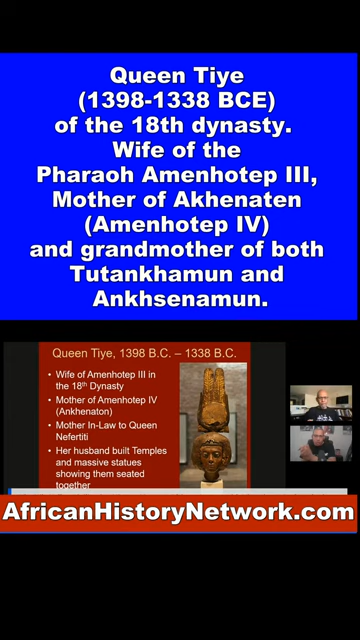 Queen Tiye
(1398-1338 BCE)
of the 18th dynasty.
Wife of the
Pharaoh Amenhotep III,
Mother of Akhenaten
(Amenhotep IV)
and grandmother of both
Tutankhamun and
Ankhsenamun.
Queen Tiye, 1398 B.C. – 1338 B.C.
• Wife of Amenhotep III in
the 18th Dynasty
• Mother of Amenhotep IV
(Ankhenaton)
• Mother In-Law to Queen
Nefertiti
• Her husband built Temples
and massive statues
showing them seated
together
AfricanHistoryNetwork.com